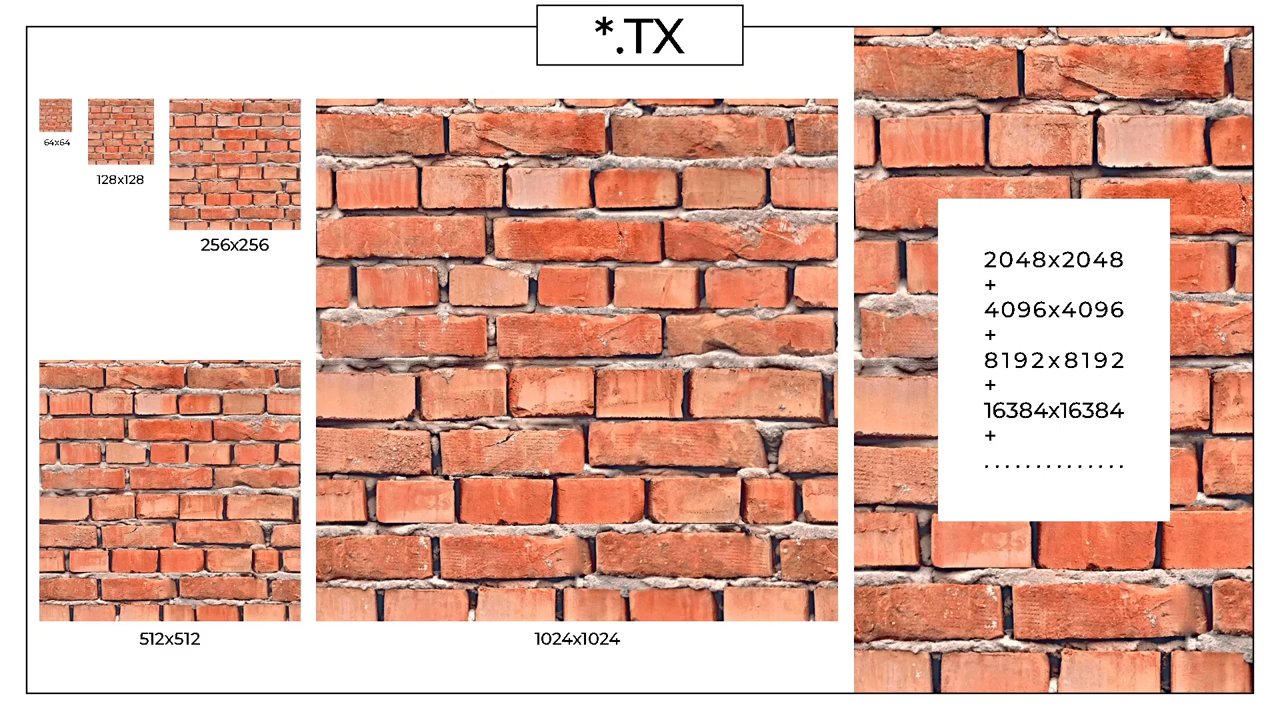 *.TX
64x64
128x128
256x256
512x512
1024x1024
2048x2048
+
4096x4096
+
8192x8192
+
16384x16384
+
..............